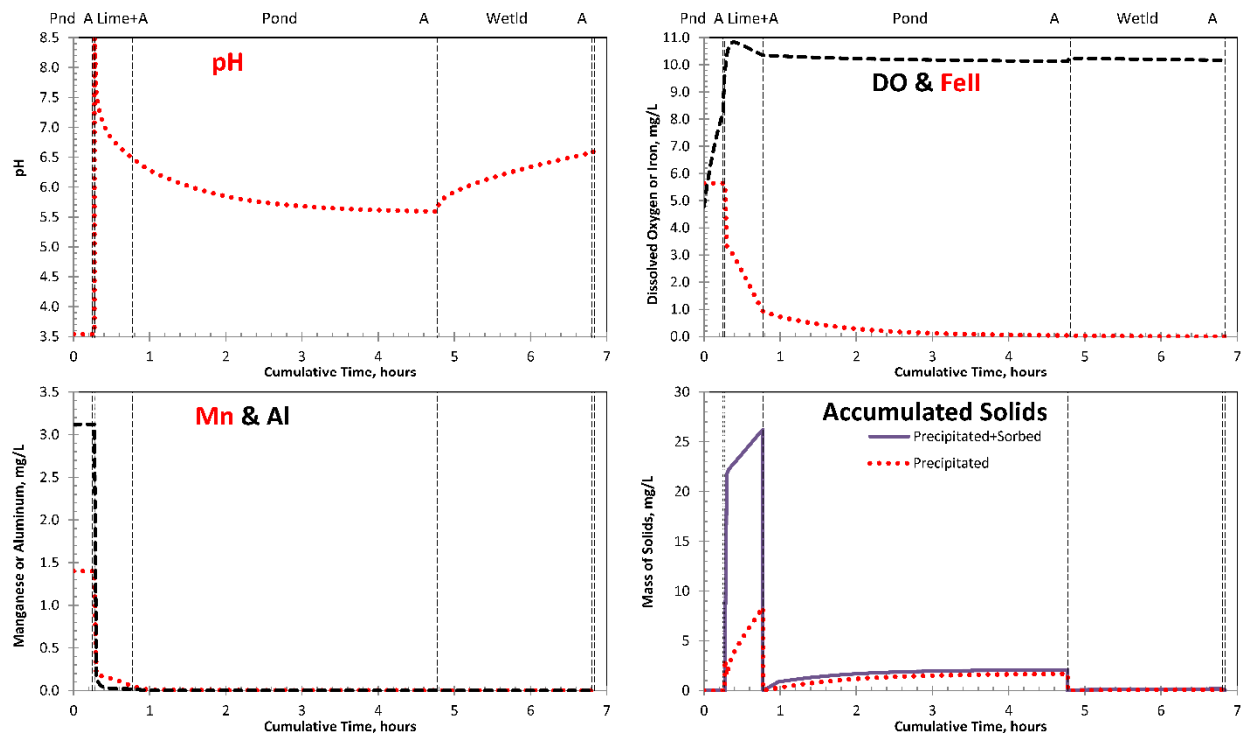 Pnd A Lime+A Pond A Wetld A
8.5
8.0
7.5
7.0
6.5
6.0
5.5
5.0
4.5
4.0
3.5
pH
pH
0 1 2 3 4 5 6 7
Cumulative Time, hours
Pnd A Lime+A Pond A Wetld A
11.0
10.0
9.0
8.0
7.0
6.0
5.0
4.0
3.0
2.0
1.0
0.0
Dissolved Oxygen or Iron, mg/L
DO & FeII
0 1 2 3 4 5 6 7
Cumulative Time, hours
3.5
3.0
2.5
2.0
1.5
1.0
0.5
0.0
Manganese or Aluminum, mg/L
Mn & Al
0 1 2 3 4 5 6 7
Cumulative Time, hours
30
25
20
15
10
5
0
Mass of Solids, mg/L
Accumulated Solids
Precipitated+Sorbed
Precipitated
0 1 2 3 4 5 6 7
Cumulative Time, hours